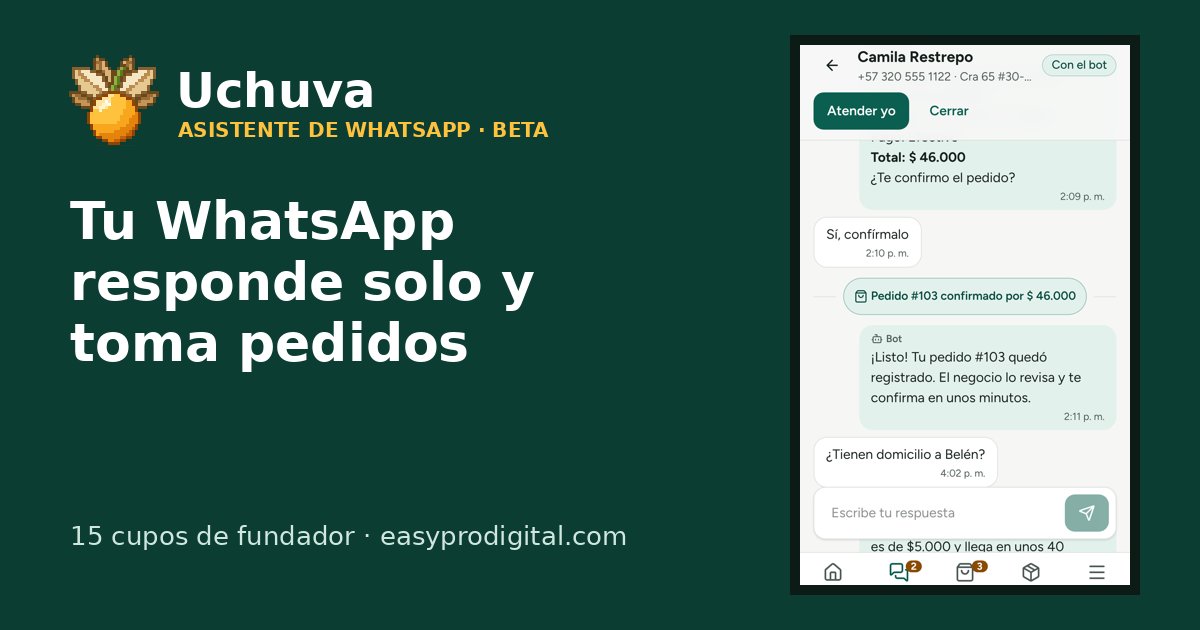 Uchuva
ASISTENTE DE WHATSAPP · BETA
Tu WhatsApp
responde solo y
toma pedidos
15 cupos de fundador · easyprodigital.com
Camila Restrepo
+57 320 555 1122 · Cra 65 #30-...
Con el bot
Atender yo
Cerrar
Total: $ 46.000
¿Te confirmo el pedido?
2:09 p. m.
Sí, confírmalo
2:10 p. m.
Pedido #103 confirmado por $ 46.000
Bot
¡Listo! Tu pedido #103 quedó
registrado. El negocio lo revisa y te
confirma en unos minutos.
2:11 p. m.
¿Tienen domicilio a Belén?
4:02 p. m.
Escribe tu respuesta
es de $5.000 y llega en unos 40
2
3